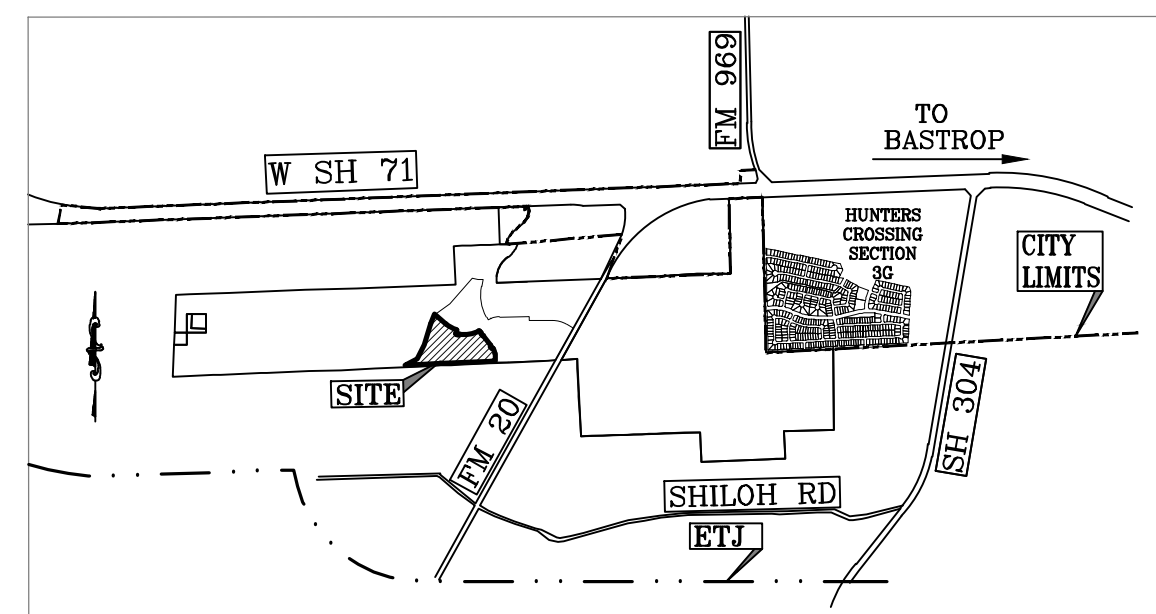 FM 969
TO
BASTROP
W SH 71
HUNTERS
CROSSING
SECTION
3G
CITY
LIMITS
SITE
FM 20
SH 304
SHILOH RD
ETJ